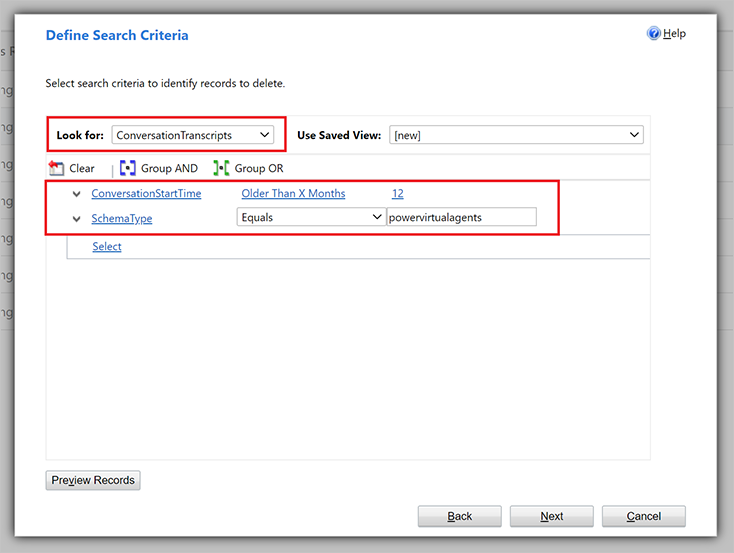 Define Search Criteria
Help
Select search criteria to identify records to delete.
Look for: ConversationTranscripts Use Saved View: [new]
Clear Group AND Group OR
ConversationStartTime Older Than X Months 12
SchemaType Equals powervirtualagents
Select
Preview Records
Back Next Cancel